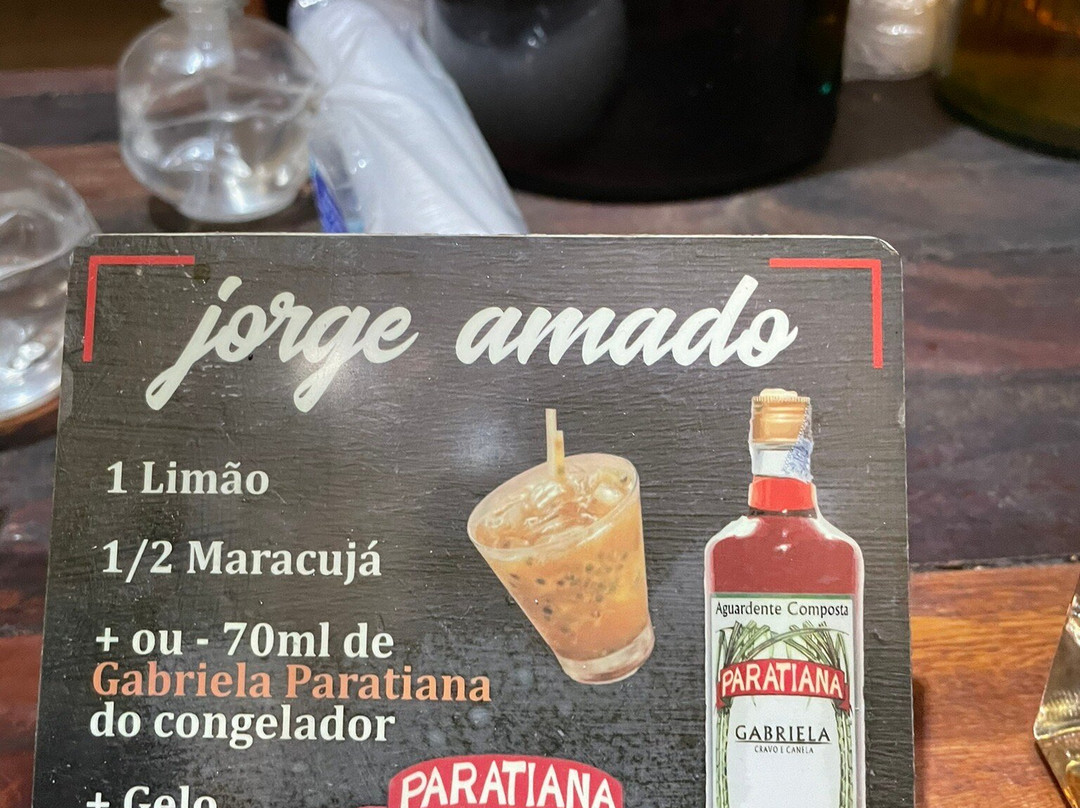 jorge amado
1 Limão
1/2 Maracujá
+ ou - 70ml de
Gabriela Paratiana
do congelador
+ Gelo
PARATIANA
Aguardente Composta
PARATIANA
GABRIELA
CRAVO E CANELA